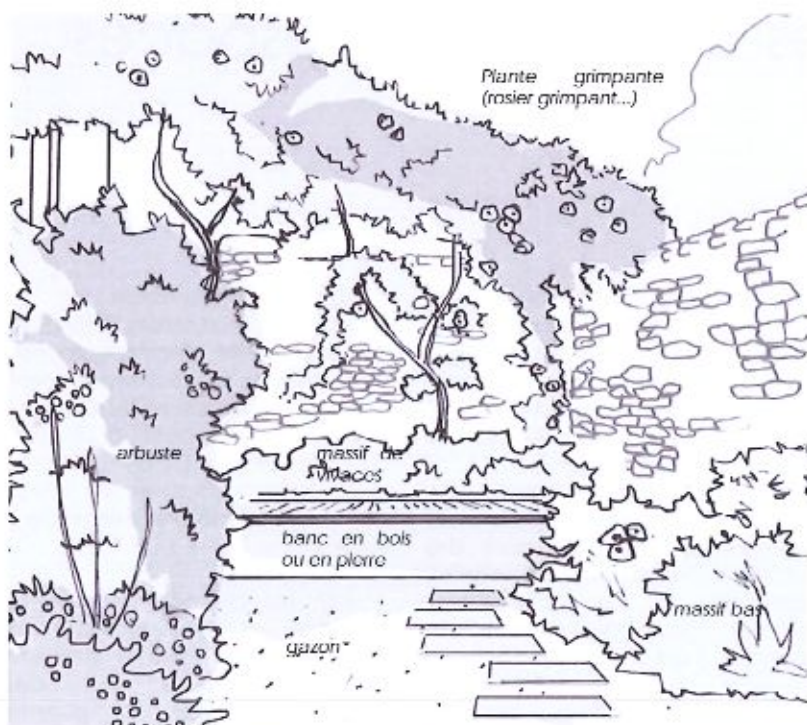 Plante grimpante
(rosier grimpant...)
arbuste
massif de
vivaces
banc en bois
ou en pierre
massif bas
gazon*